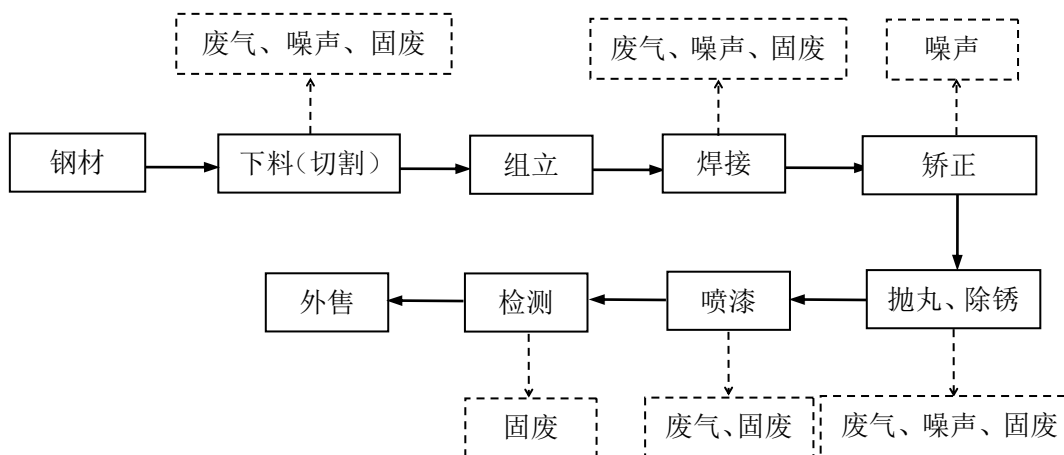 废气、噪声、固废
废气、噪声、固废
噪声
钢材
下料(切割)
组立
焊接
矫正
外售
检测
喷漆
抛丸、除锈
固废
废气、固废
废气、噪声、固废